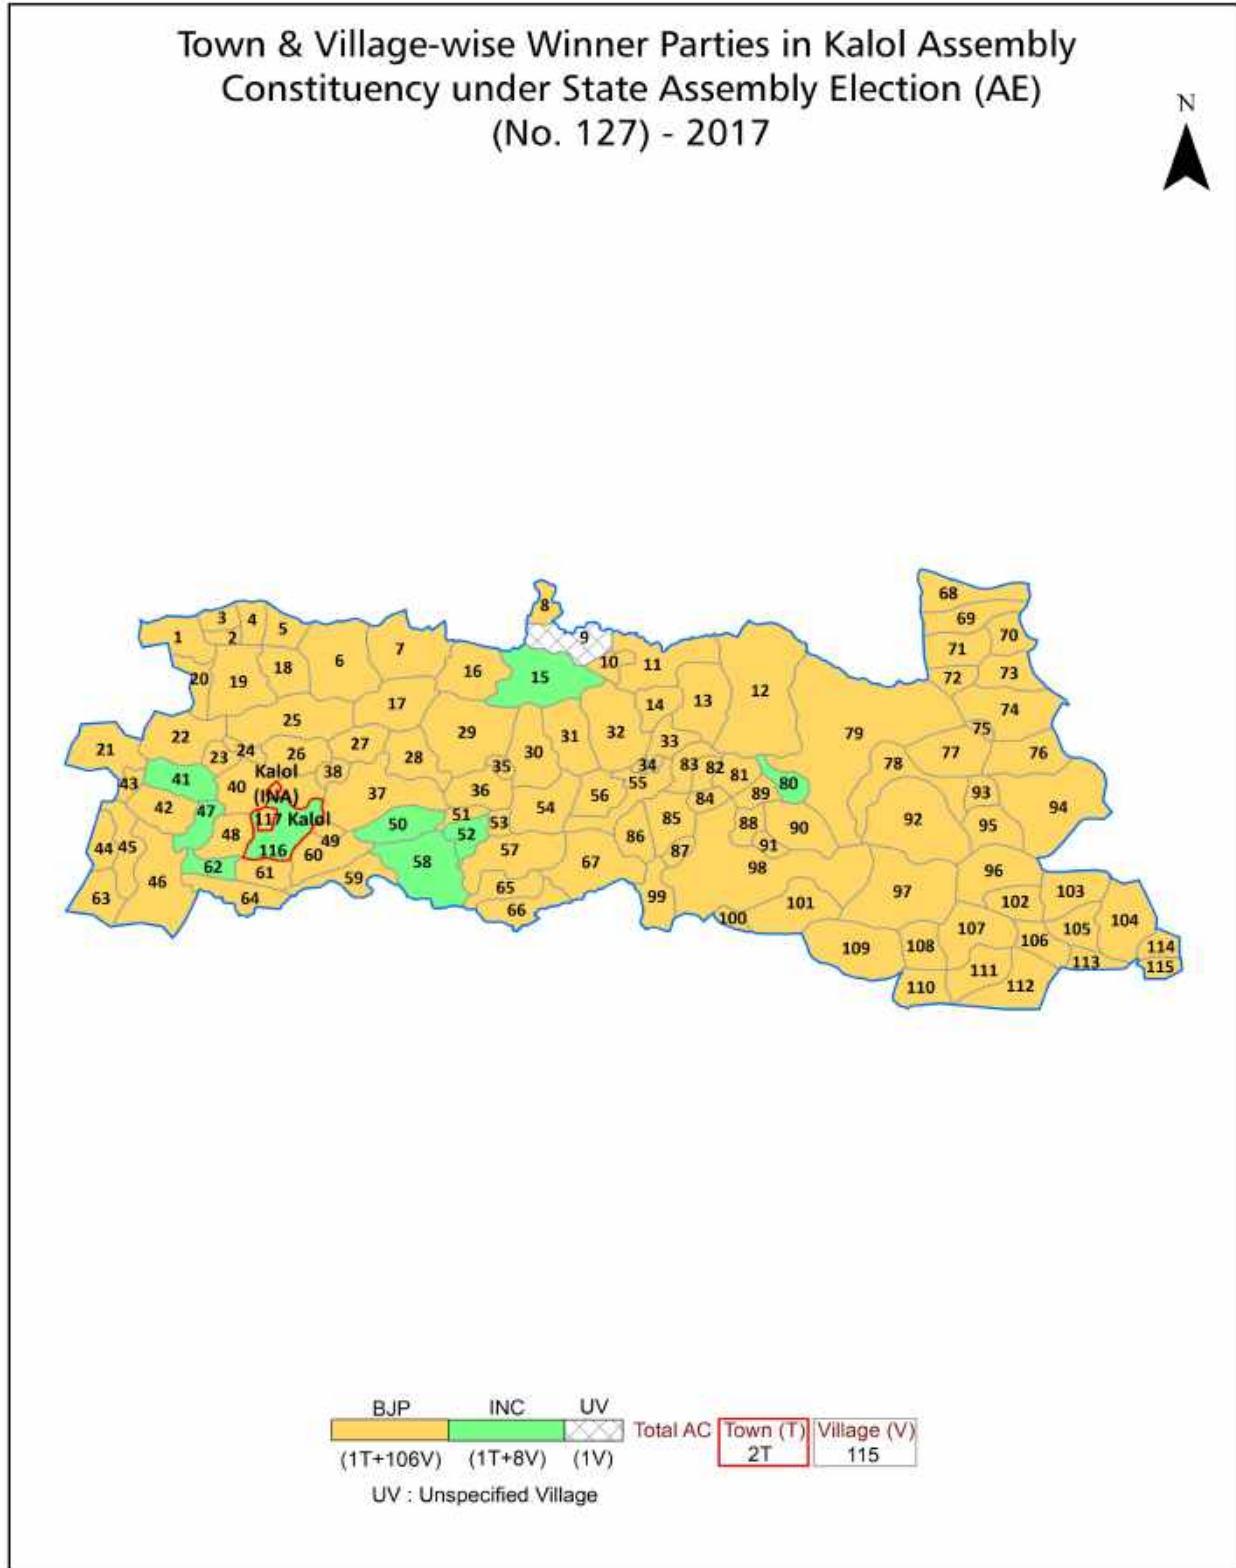 Town & Village-wise Winner Parties in Kalol Assembly
Constituency under State Assembly Election (AE)
(No. 127) - 2017
N
68
8
69
3 4
1 2 5 9 70
6 7 10 11 71
20 19 18 16 15 72 73
17 14 13 12
25 29 31 32 74
22 33 79 75
21 23 24 26 27 28 30 77 76
Kalol 38 35 34 83 82 81 78
43 41 40 (INA) 37 36 55 80
42 47 54 56 84 89 93 94
117 Kalol 50 51 53 85 88 90 92 95
48 49 52 86
44 45 116 60 57 87 91
62 61 58 67 98 96
46 59 65 97 103
63 64 66 99 101 102
100 107 105 104
109 108 106 114
111 113 115
110 112
BJP INC UV
Total AC Town (T) Village (V)
(1T+106V) (1T+8V) (1V) 2T 115
UV : Unspecified Village